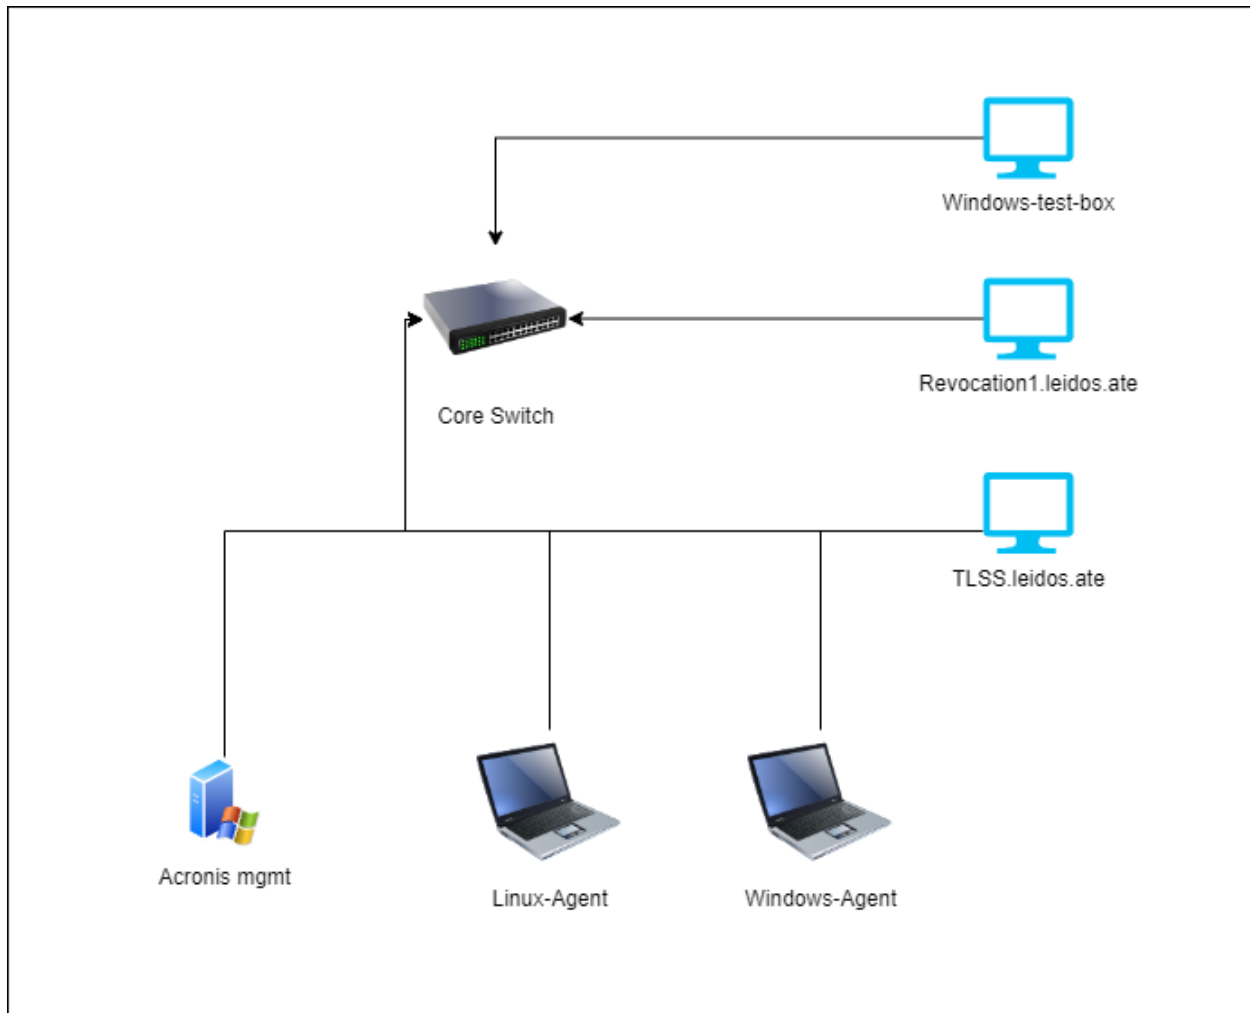 Windows-test-box
Revocation1.leidos.ate
Core Switch
TLSS.leidos.ate
Acronis mgmt
Linux-Agent
Windows-Agent